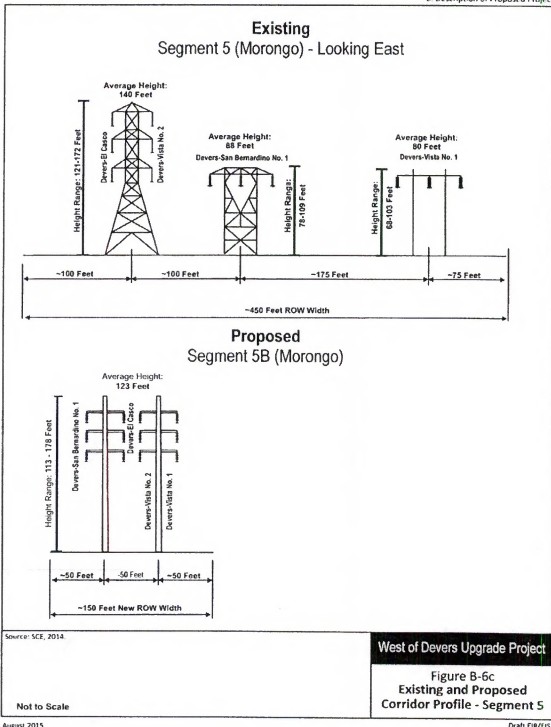 B. Description of Proposed Project
Existing
Segment 5 (Morongo) - Looking East
Average Height:
140 Feet
Height Range: 121-172 Feet
Devers-El Casco
Devers-Vista No. 2
Average Height:
88 Feet
Devers-San Bernardino No. 1
Height Range:
78-109 Feet
Average Height:
80 Feet
Devers-Vista No. 1
Height Range:
68-103 Feet
~100 Feet
~100 Feet
~175 Feet
~75 Feet
~450 Feet ROW Width
Proposed
Segment 5B (Morongo)
Average Height:
123 Feet
Height Range: 113 - 178 Feet
Devers-San Bernardino No. 1
Devers-El Casco
Devers-Vista No. 2
Devers-Vista No. 1
~50 Feet
~50 Feet
~50 Feet
~150 Feet New ROW Width
Source: SCE, 2014.
West of Devers Upgrade Project
Figure B-6c
Existing and Proposed
Corridor Profile - Segment 5
Not to Scale
August 2015
Draft EIR/EIS